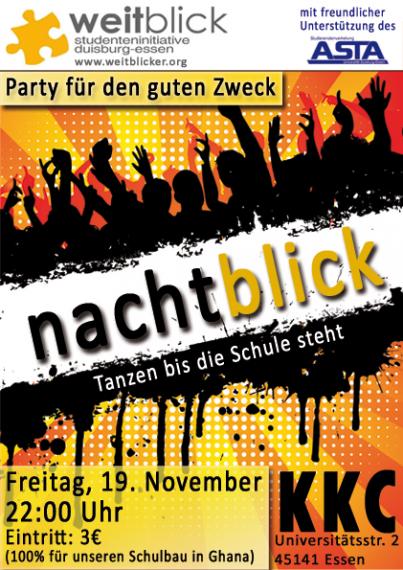 weitblick
studenteninitiative
duisburg-essen
www.weitblicker.org
mit freundlicher
Unterstützung des
ASTA
Party für den guten Zweck
nachtblick
Tanzen bis die Schule steht
Freitag, 19. November
22:00 Uhr
Eintritt: 3€
(100% für unseren Schulbau in Ghana)
KKC
Universitätsstr. 2
45141 Essen